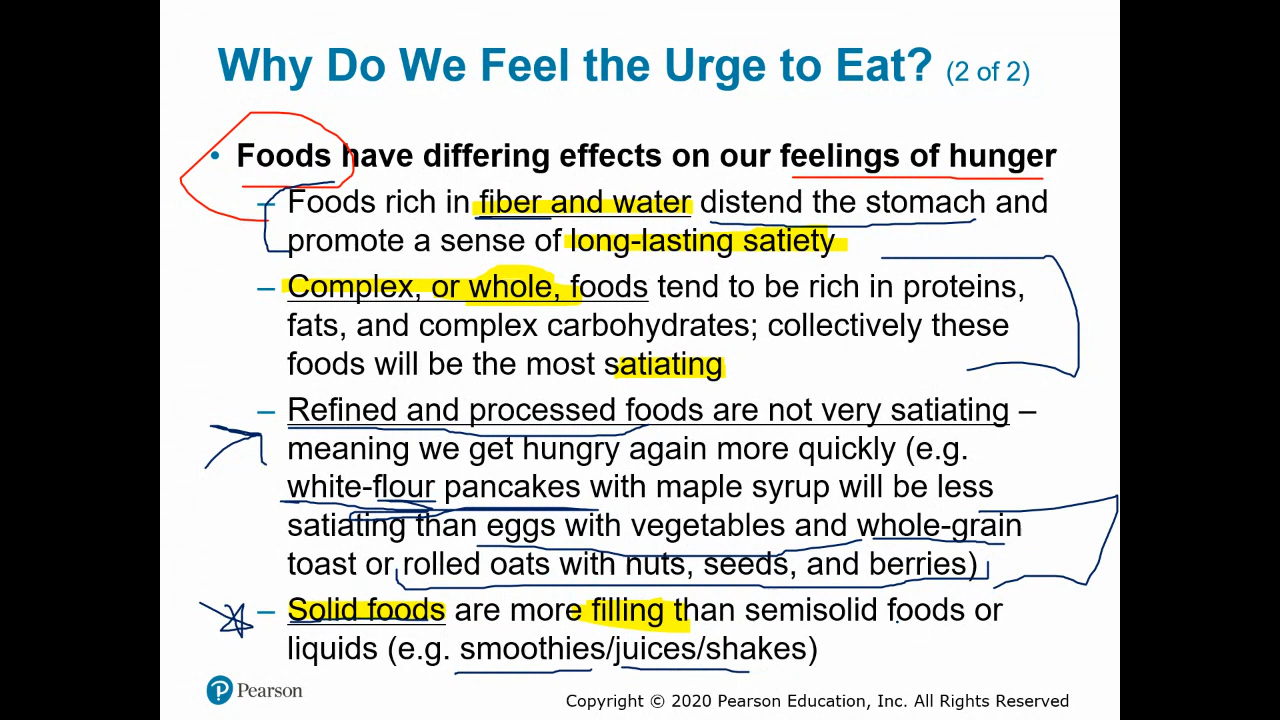 Why Do We Feel the Urge to Eat? (2 of 2)
• Foods have differing effects on our feelings of hunger
– Foods rich in fiber and water distend the stomach and
promote a sense of long-lasting satiety
– Complex, or whole, foods tend to be rich in proteins,
fats, and complex carbohydrates; collectively these
foods will be the most satiating
– Refined and processed foods are not very satiating –
meaning we get hungry again more quickly (e.g.
white-flour pancakes with maple syrup will be less
satiating than eggs with vegetables and whole-grain
toast or rolled oats with nuts, seeds, and berries)
– Solid foods are more filling than semisolid foods or
liquids (e.g. smoothies/juices/shakes)
P Pearson
Copyright © 2020 Pearson Education, Inc. All Rights Reserved